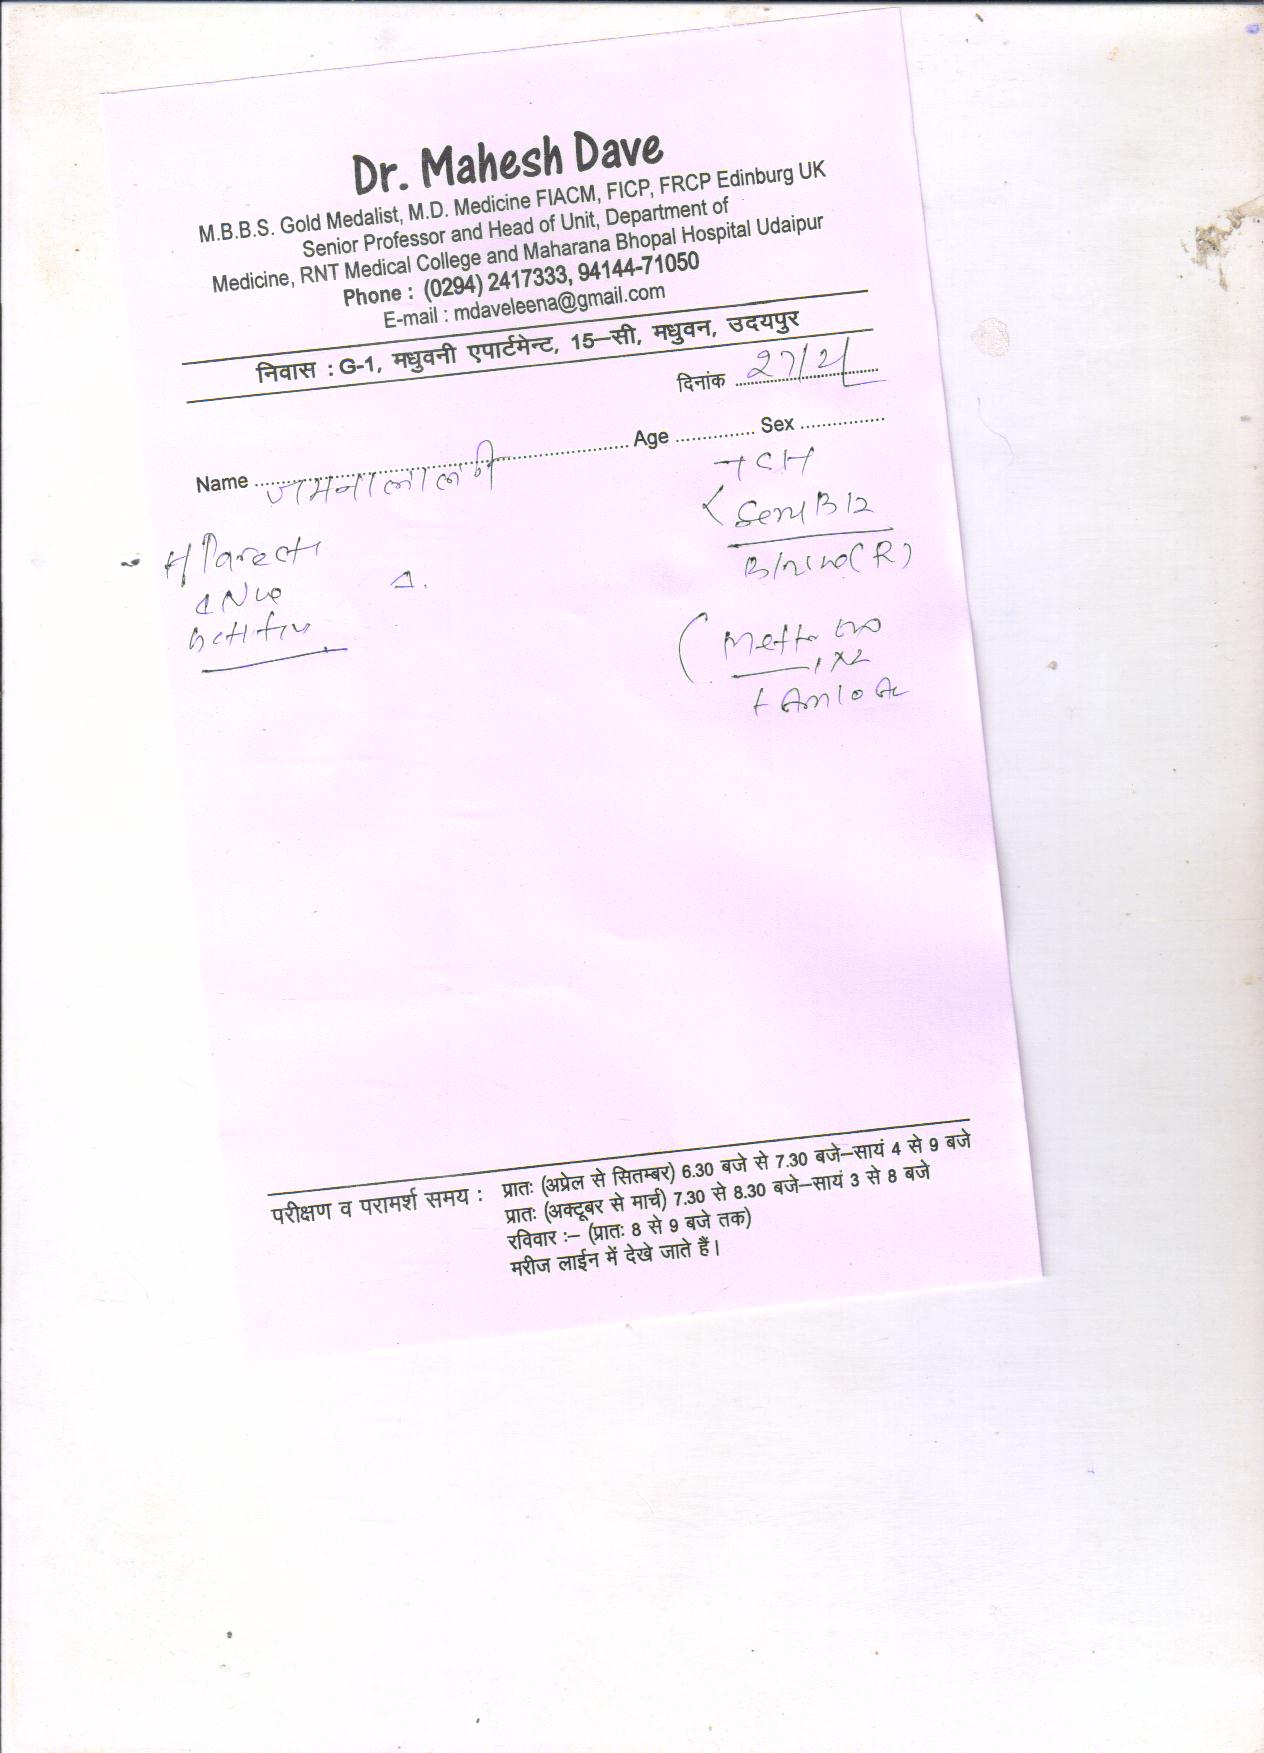 Dr. Mahesh Dave
M.B.B.S. Gold Medalist, M.D. Medicine FIACM, FICP, FRCP Edinburg UK
Senior Professor and Head of Unit, Department of
Medicine, RNT Medical College and Maharana Bhopal Hospital Udaipur
Phone : (0294) 2417333, 94144-71050
E-mail : mdaveleena@gmail.com
निवास : G-1, मधुवनी एपार्टमेन्ट, 15–सी, मधुवन, उदयपुर
दिनांक 27/2
Name जमनालालजी Age Sex
Serum B12
परीक्षण व परामर्श समय : प्रातः (अप्रेल से सितम्बर) 6.30 बजे से 7.30 बजे–सायं 4 से 9 बजे
प्रातः (अक्टूबर से मार्च) 7.30 से 8.30 बजे–सायं 3 से 8 बजे
रविवार :– (प्रातः 8 से 9 बजे तक)
मरीज लाईन में देखे जाते हैं।